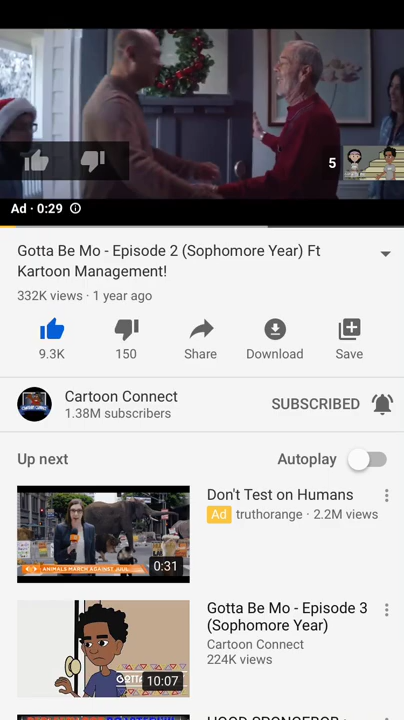 5
Ad · 0:29
Gotta Be Mo - Episode 2 (Sophomore Year) Ft
Kartoon Management!
332K views · 1 year ago
9.3K
150
Share
Download
Save
Cartoon Connect
1.38M subscribers
SUBSCRIBED
Up next
Autoplay
Don't Test on Humans
Ad truthorange · 2.2M views
ANIMALS MARCH AGAINST
0:31
Gotta Be Mo - Episode 3
(Sophomore Year)
Cartoon Connect
224K views
GOTTA
10:07